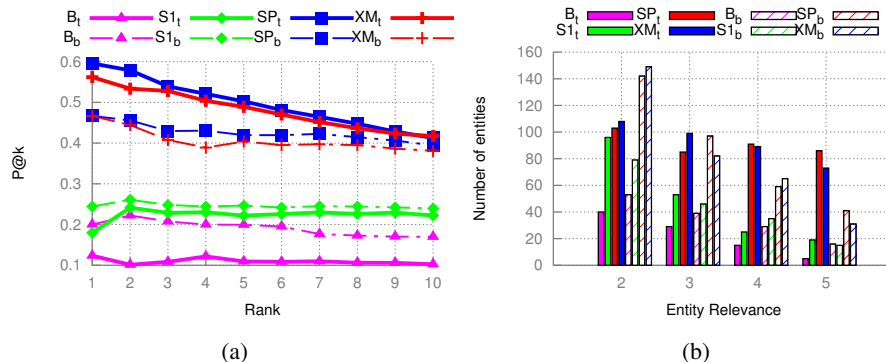 B_t S1_t SP_t XM_t
B_b S1_b SP_b XM_b
P@k
0.6
0.5
0.4
0.3
0.2
0.1
1 2 3 4 5 6 7 8 9 10
Rank
(a)
B_t SP_t B_b SP_b
S1_t XM_t S1_b XM_b
Number of entities
160
140
120
100
80
60
40
20
0
2 3 4 5
Entity Relevance
(b)